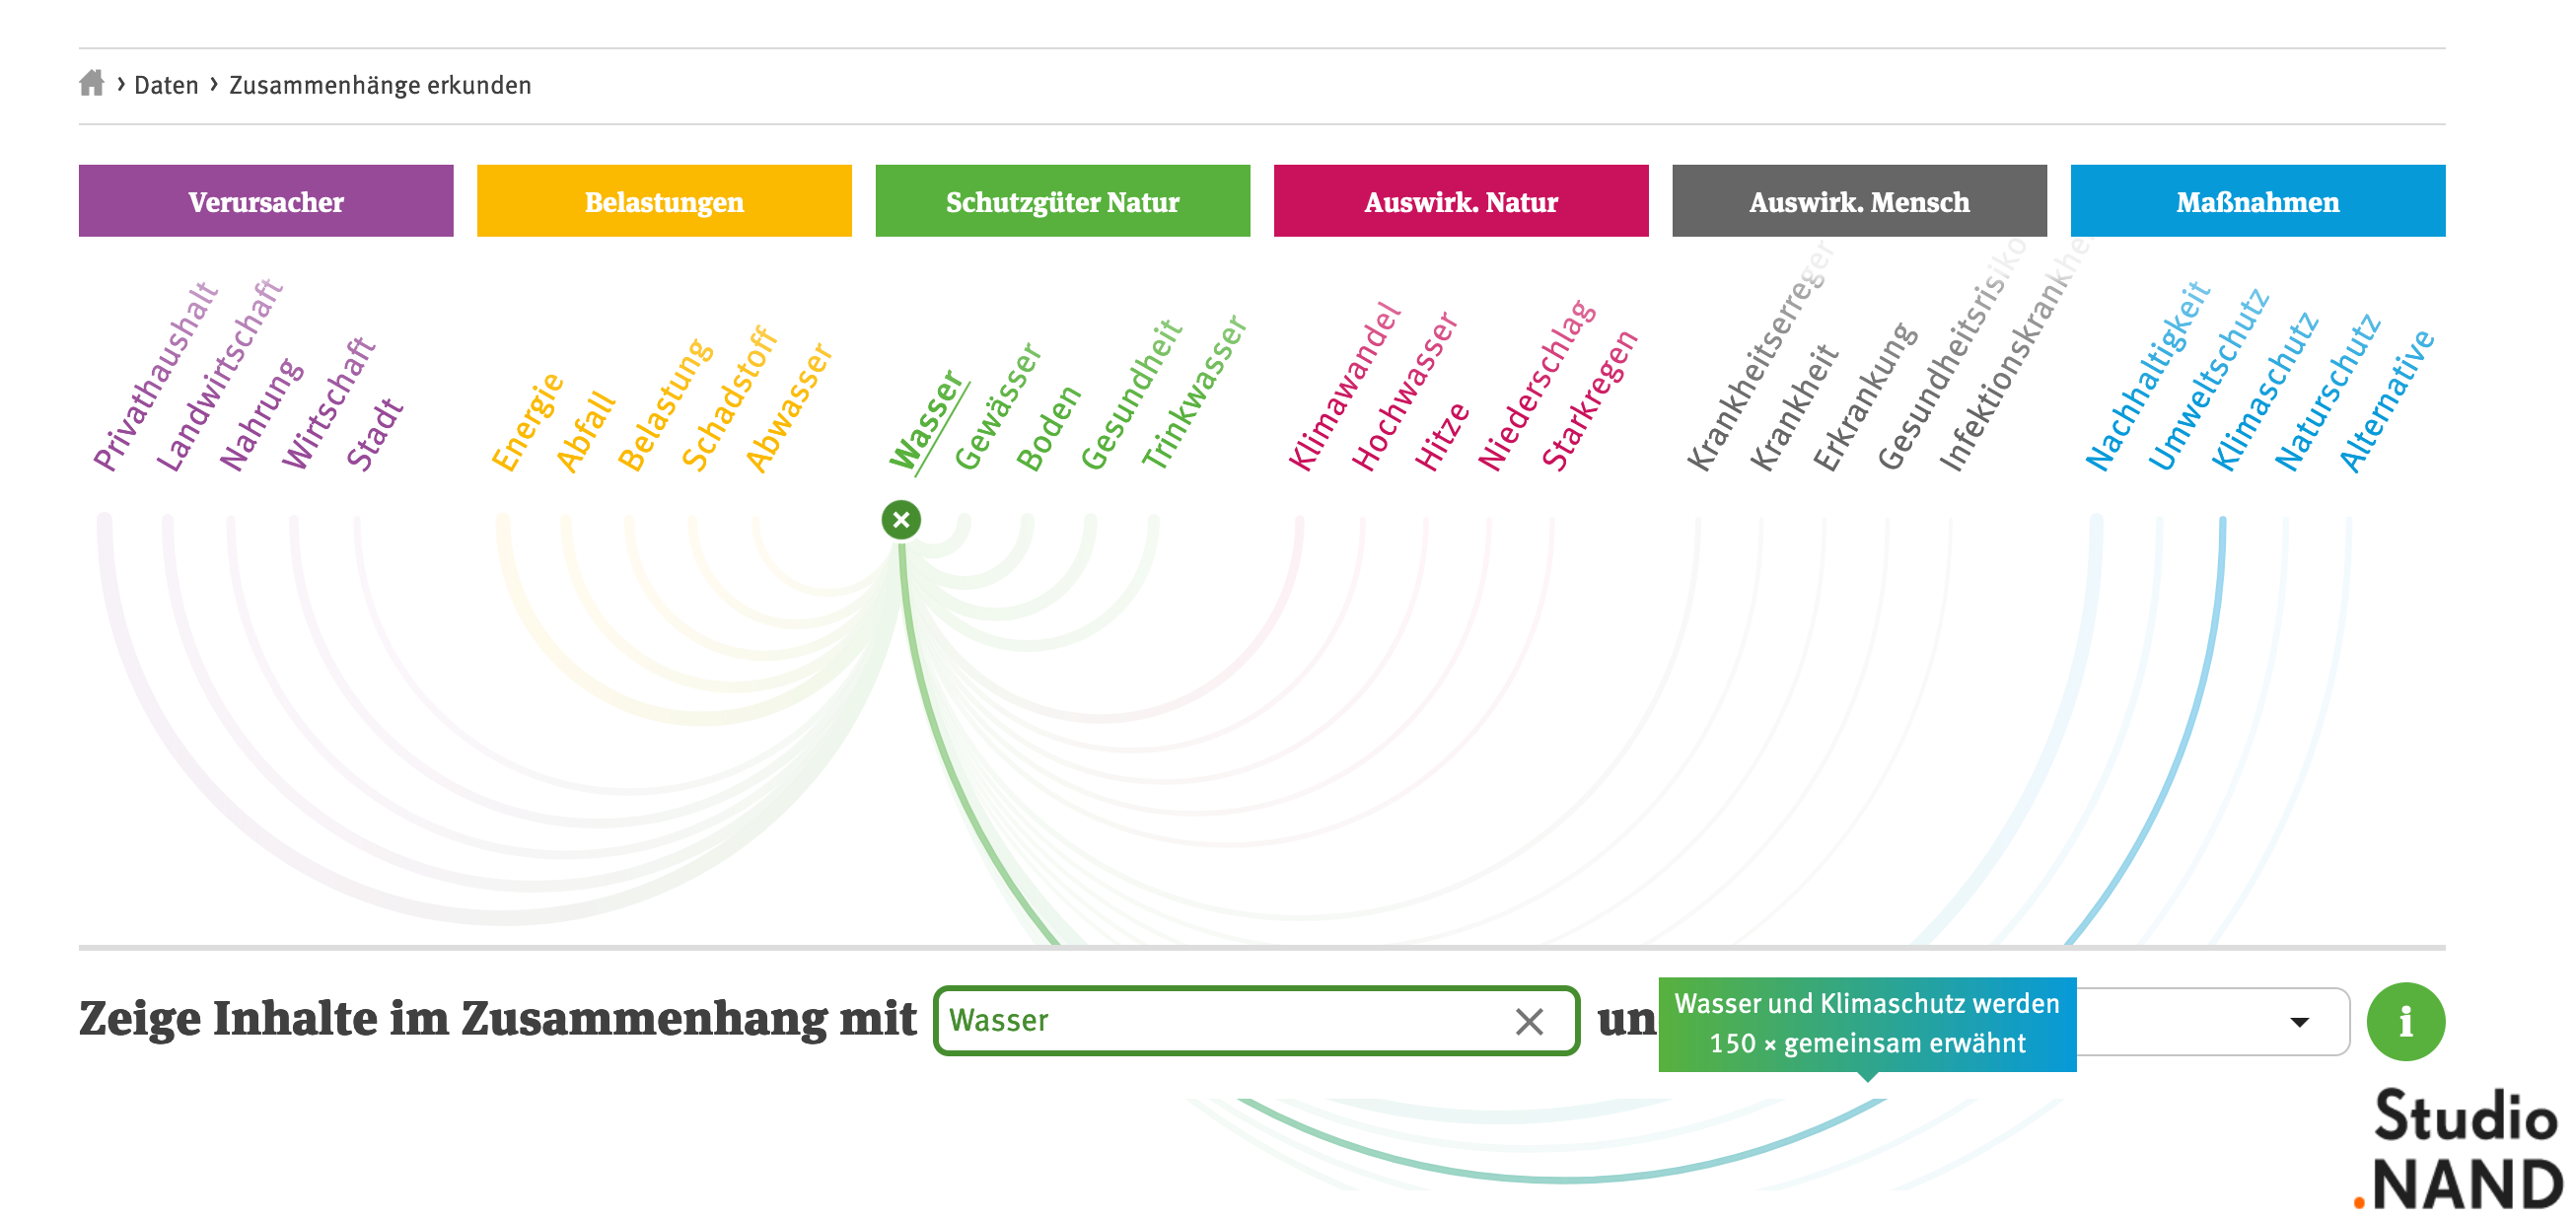 › Daten › Zusammenhänge erkunden
Verursacher
Belastungen
Schutzgüter Natur
Auswirk. Natur
Auswirk. Mensch
Maßnahmen
Privathaushalt
Landwirtschaft
Nahrung
Wirtschaft
Stadt
Energie
Abfall
Belastung
Schadstoff
Abwasser
Wasser
Gewässer
Boden
Gesundheit
Trinkwasser
Klimawandel
Hochwasser
Hitze
Niederschlag
Starkregen
Krankheitserreger
Krankheit
Erkrankung
Gesundheitsrisiko
Infektionskrankhe
Nachhaltigkeit
Umweltschutz
Klimaschutz
Naturschutz
Alternative
Zeige Inhalte im Zusammenhang mit Wasser un
Wasser und Klimaschutz werden
150 × gemeinsam erwähnt
i
Studio
.NAND